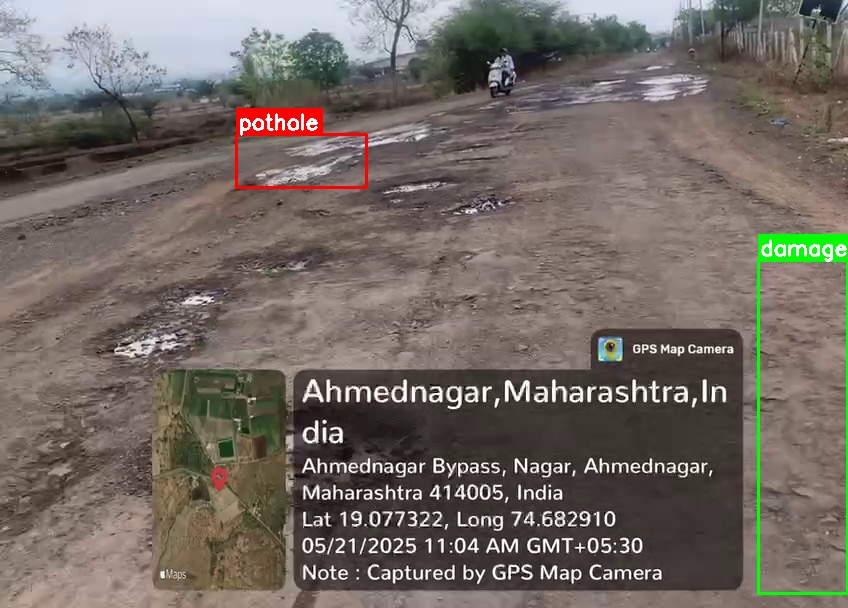 pothole
damage
GPS Map Camera
Ahmednagar,Maharashtra,In
dia
Ahmednagar Bypass, Nagar, Ahmednagar,
Maharashtra 414005, India
Lat 19.077322, Long 74.682910
05/21/2025 11:04 AM GMT+05:30
Note : Captured by GPS Map Camera
Maps